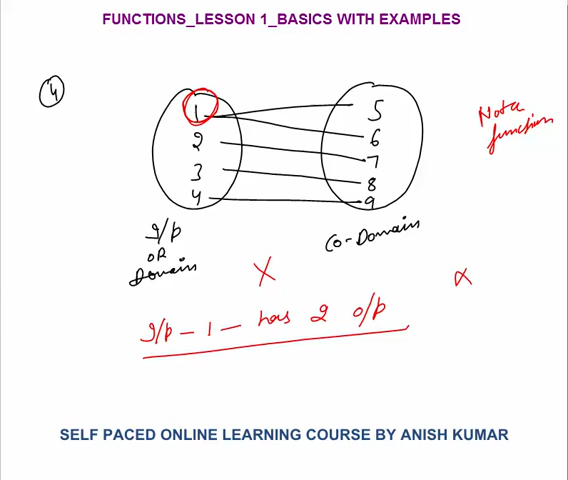 FUNCTIONS_LESSON 1_BASICS WITH EXAMPLES
4
1
2
3
4
5
6
7
8
9
Not a
function
I/p
OR
Domain
Co-Domain
X
I/p - 1 - has 2 o/p
SELF PACED ONLINE LEARNING COURSE BY ANISH KUMAR